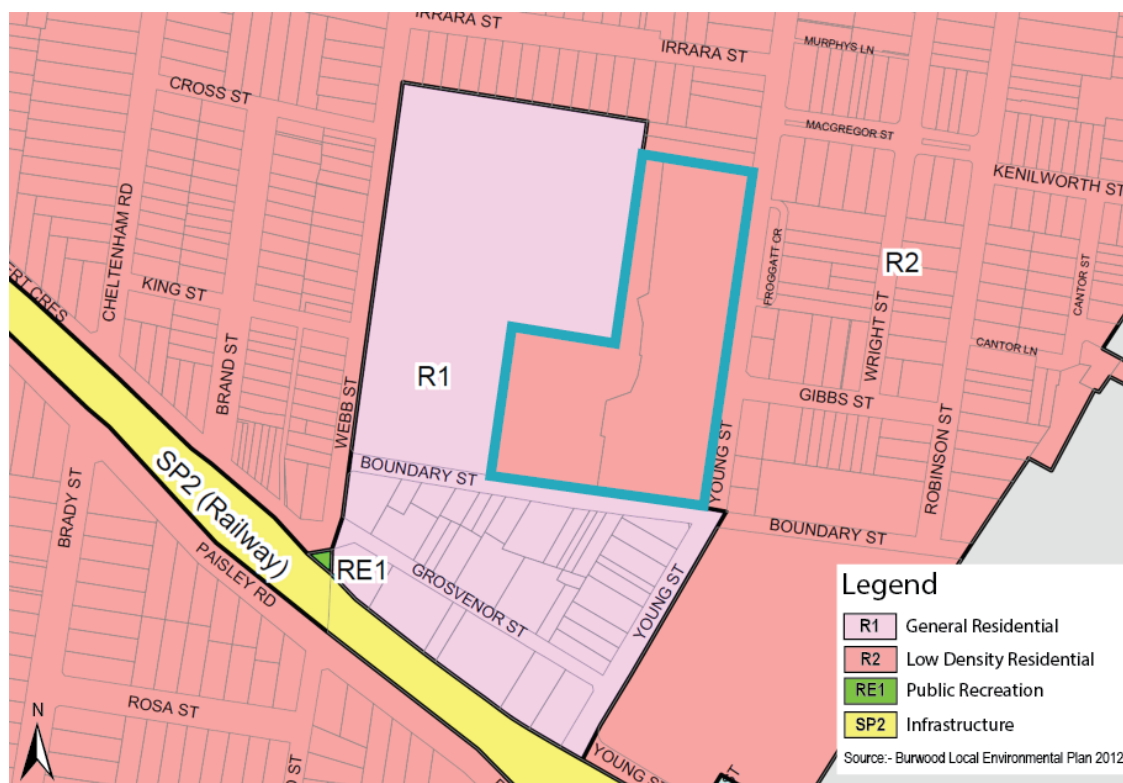 IRRARA ST
IRRARA ST
MURPHYS LN
CROSS ST
MACGREGOR ST
KENILWORTH ST
CHELTENHAM RD
FROGGATT CR
R2
CANTOR ST
KING ST
WRIGHT ST
CANTOR LN
BRAND ST
R1
WEBB ST
GIBBS ST
YOUNG ST
ROBINSON ST
BOUNDARY ST
BOUNDARY ST
BRADY ST
SP2 (Railway)
PAISLEY RD
RE1
GROSVENOR ST
YOUNG ST
ROSA ST
YOUNG ST
N
Legend
R1 General Residential
R2 Low Density Residential
RE1 Public Recreation
SP2 Infrastructure
Source:- Burwood Local Environmental Plan 2012